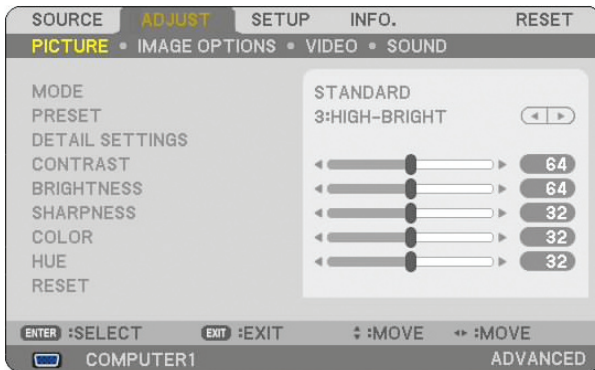 SOURCE ADJUST SETUP INFO. RESET
PICTURE • IMAGE OPTIONS • VIDEO • SOUND
MODE STANDARD
PRESET 3:HIGH-BRIGHT
DETAIL SETTINGS
CONTRAST 64
BRIGHTNESS 64
SHARPNESS 32
COLOR 32
HUE 32
RESET
ENTER :SELECT EXIT :EXIT :MOVE :MOVE
COMPUTER1 ADVANCED